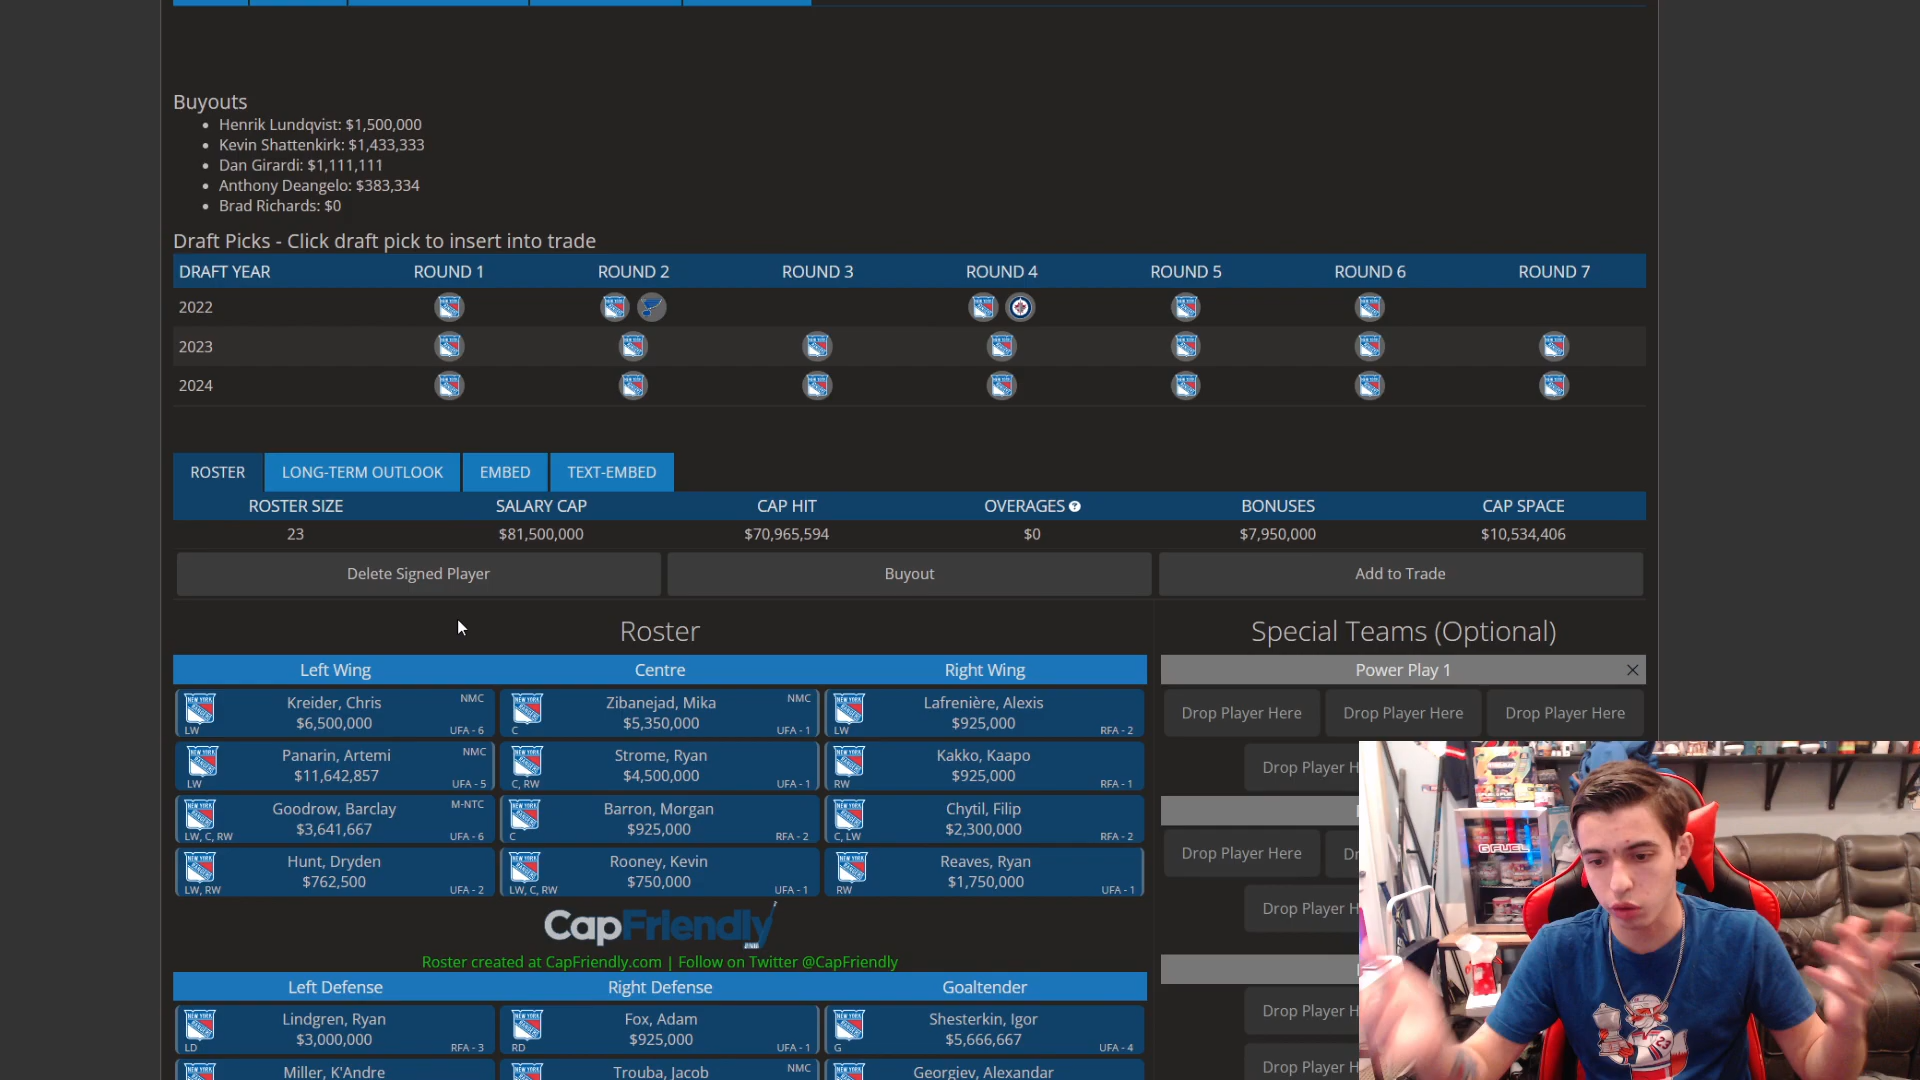 Buyouts
Henrik Lundqvist: $1,500,000
Kevin Shattenkirk: $1,433,333
Dan Girardi: $1,111,111
Anthony Deangelo: $383,334
Brad Richards: $0
Draft Picks - Click draft pick to insert into trade
DRAFT YEAR ROUND 1 ROUND 2 ROUND 3 ROUND 4 ROUND 5 ROUND 6 ROUND 7
2022
2023
2024
ROSTER LONG-TERM OUTLOOK EMBED TEXT-EMBED
ROSTER SIZE SALARY CAP CAP HIT OVERAGES BONUSES CAP SPACE
23 $81,500,000 $70,965,594 $0 $7,950,000 $10,534,406
Delete Signed Player Buyout Add to Trade
Roster Special Teams (Optional)
Left Wing Centre Right Wing Power Play 1
Kreider, Chris NMC Zibanejad, Mika NMC Lafrenière, Alexis
$6,500,000 $5,350,000 $925,000 Drop Player Here Drop Player Here Drop Player Here
LW UFA - 6 C UFA - 1 LW RFA - 2
Panarin, Artemi NMC Strome, Ryan Kakko, Kaapo
$11,642,857 $4,500,000 $925,000 Drop Player H
LW UFA - 5 C, RW UFA - 1 RW RFA - 1
Goodrow, Barclay M-NTC Barron, Morgan Chytil, Filip
$3,641,667 $925,000 $2,300,000
LW, C, RW UFA - 6 C RFA - 2 C, LW RFA - 2
Drop Player Here Dr
Hunt, Dryden Rooney, Kevin Reaves, Ryan
$762,500 $750,000 $1,750,000
LW, RW UFA - 2 LW, C, RW UFA - 1 RW UFA - 1
Drop Player H
CapFriendly
Roster created at CapFriendly.com | Follow on Twitter @CapFriendly
Left Defense Right Defense Goaltender
Lindgren, Ryan Fox, Adam Shesterkin, Igor
$3,000,000 $925,000 $5,666,667 Drop Player H
LD RFA - 3 RD UFA - 1 G UFA - 4
Miller, K'Andre Trouba, Jacob NMC Georgiev, Alexandar Drop Player H
G FUEL
23